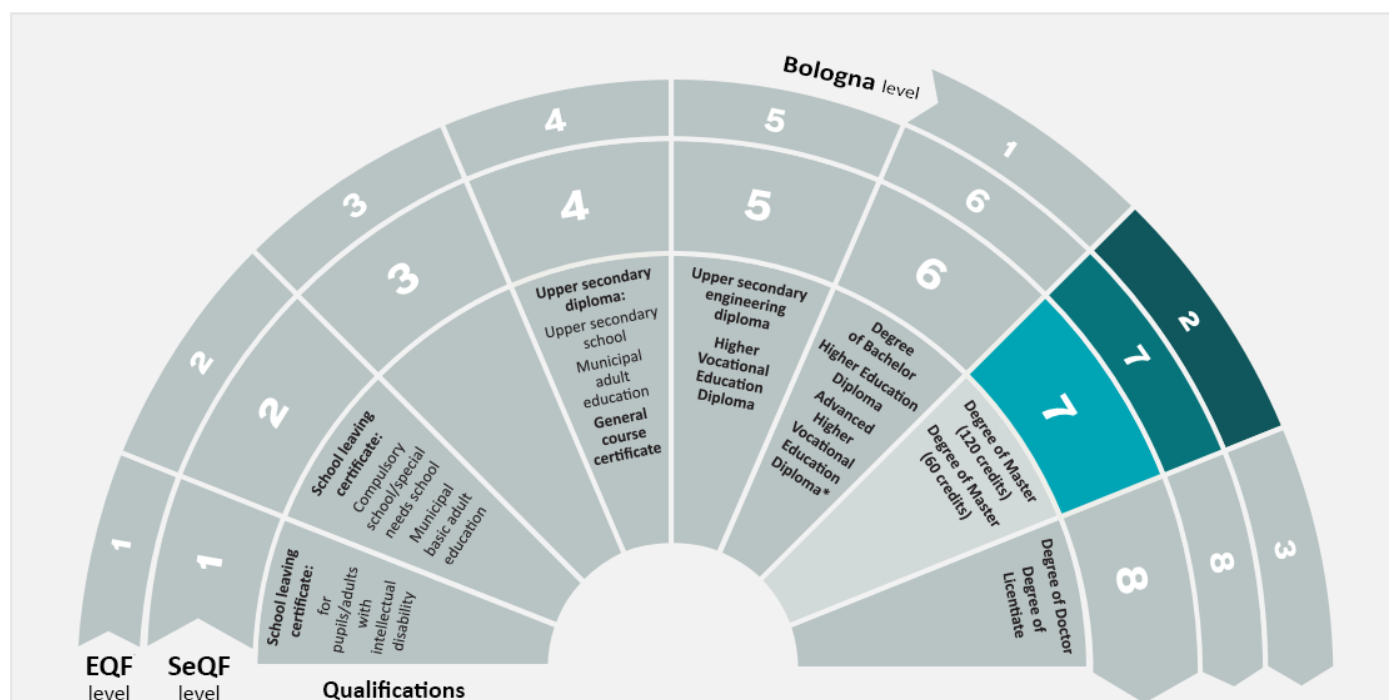 Bologna level
1
2
3
4
5
1
6
2
7
3
8
1
2
3
4
5
6
7
8
School leaving
certificate:
for
pupils/adults
with
intellectual
disability
School leaving
certificate:
Compulsory
school/special
needs school
Municipal
basic adult
education
Upper secondary
diploma:
Upper secondary
school
Municipal
adult
education
General
course
certificate
Upper secondary
engineering
diploma
Higher
Vocational
Education
Diploma
Degree
of Bachelor
Higher Education
Diploma
Advanced
Higher
Vocational
Education
Diploma*
Degree of Master
(120 credits)
Degree of Master
(60 credits)
Degree of Doctor
Degree of
Licentiate
EQF
level
SeQF
level
Qualifications